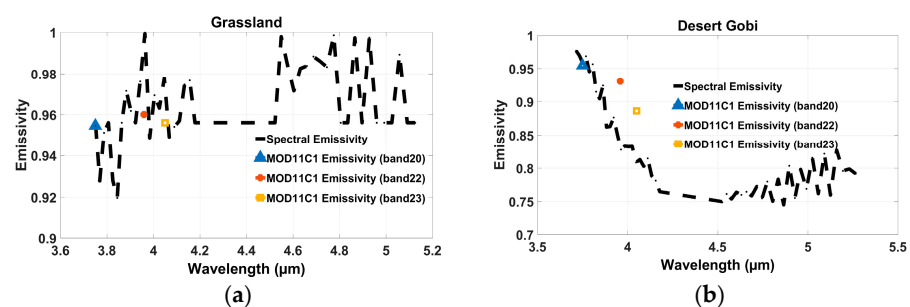 Grassland
1
0.98
0.96
0.94
0.92
0.9
Emissivity
Spectral Emissivity
MOD11C1 Emissivity (band20)
MOD11C1 Emissivity (band22)
MOD11C1 Emissivity (band23)
3.6 3.8 4 4.2 4.4 4.6 4.8 5 5.2
Wavelength (μm)
(a)
Desert Gobi
1
0.95
0.9
0.85
0.8
0.75
0.7
Emissivity
Spectral Emissivity
MOD11C1 Emissivity (band20)
MOD11C1 Emissivity (band22)
MOD11C1 Emissivity (band23)
3.5 4 4.5 5 5.5
Wavelength (μm)
(b)